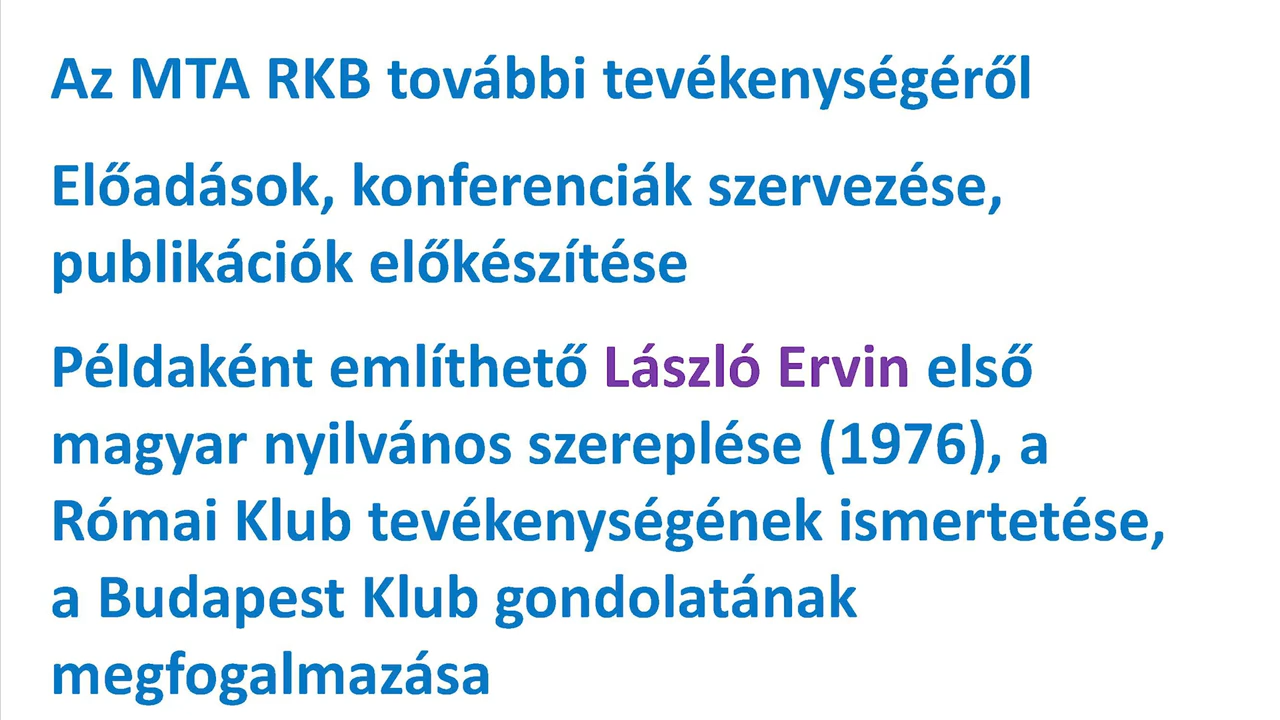 Az MTA RKB további tevékenységéről
Előadások, konferenciák szervezése,
publikációk előkészítése
Példaként említhető László Ervin első
magyar nyilvános szereplése (1976), a
Római Klub tevékenységének ismertetése,
a Budapest Klub gondolatának
megfogalmazása